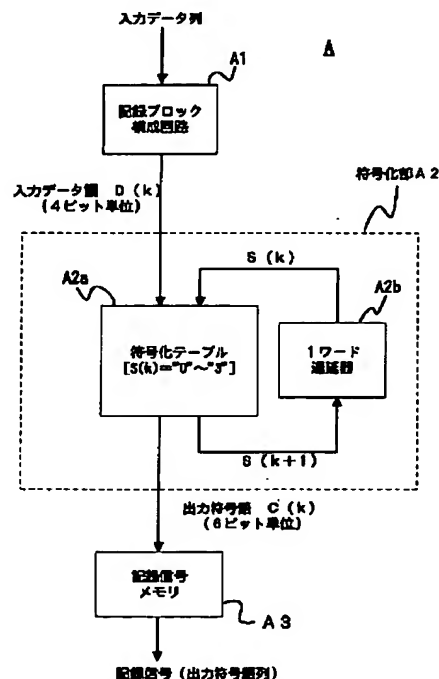 入力データ列
A
A1
記録ブロック
構成回路
符号化部A2
入力データ語 D(k)
(4ビット単位)
S(k)
A2a
A2b
符号化テーブル
[S(k)="0"~"3"]
1ワード
遅延器
S(k+1)
出力符号語 C(k)
(6ビット単位)
記録信号
メモリ
A3
記録信号(出力符号語列)